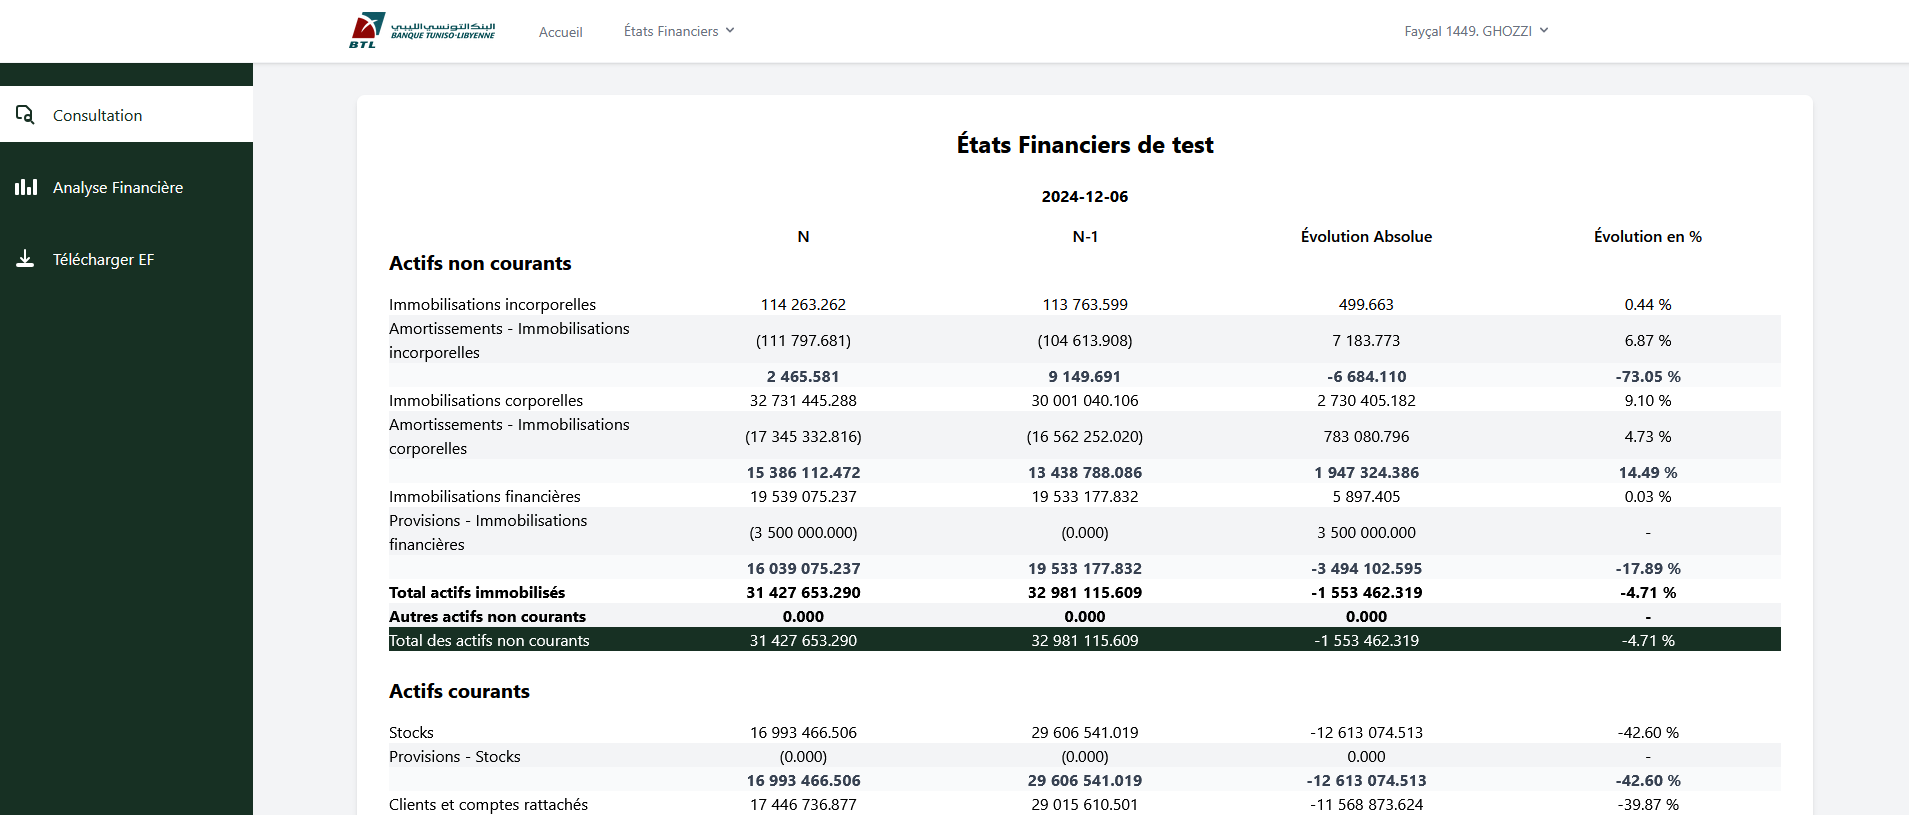 البنك التونسي الليبي
BANQUE TUNISO-LIBYENNE
BTL
Accueil
États Financiers
Fayçal 1449. GHOZZI
Consultation
Analyse Financière
Télécharger EF
États Financiers de test
2024-12-06
N N-1 Évolution Absolue Évolution en %
Actifs non courants
Immobilisations incorporelles 114 263.262 113 763.599 499.663 0.44 %
Amortissements - Immobilisations
incorporelles (111 797.681) (104 613.908) 7 183.773 6.87 %
2 465.581 9 149.691 -6 684.110 -73.05 %
Immobilisations corporelles 32 731 445.288 30 001 040.106 2 730 405.182 9.10 %
Amortissements - Immobilisations
corporelles (17 345 332.816) (16 562 252.020) 783 080.796 4.73 %
15 386 112.472 13 438 788.086 1 947 324.386 14.49 %
Immobilisations financières 19 539 075.237 19 533 177.832 5 897.405 0.03 %
Provisions - Immobilisations
financières (3 500 000.000) (0.000) 3 500 000.000 -
16 039 075.237 19 533 177.832 -3 494 102.595 -17.89 %
Total actifs immobilisés 31 427 653.290 32 981 115.609 -1 553 462.319 -4.71 %
Autres actifs non courants 0.000 0.000 0.000 -
Total des actifs non courants 31 427 653.290 32 981 115.609 -1 553 462.319 -4.71 %
Actifs courants
Stocks 16 993 466.506 29 606 541.019 -12 613 074.513 -42.60 %
Provisions - Stocks (0.000) (0.000) 0.000 -
16 993 466.506 29 606 541.019 -12 613 074.513 -42.60 %
Clients et comptes rattachés 17 446 736.877 29 015 610.501 -11 568 873.624 -39.87 %